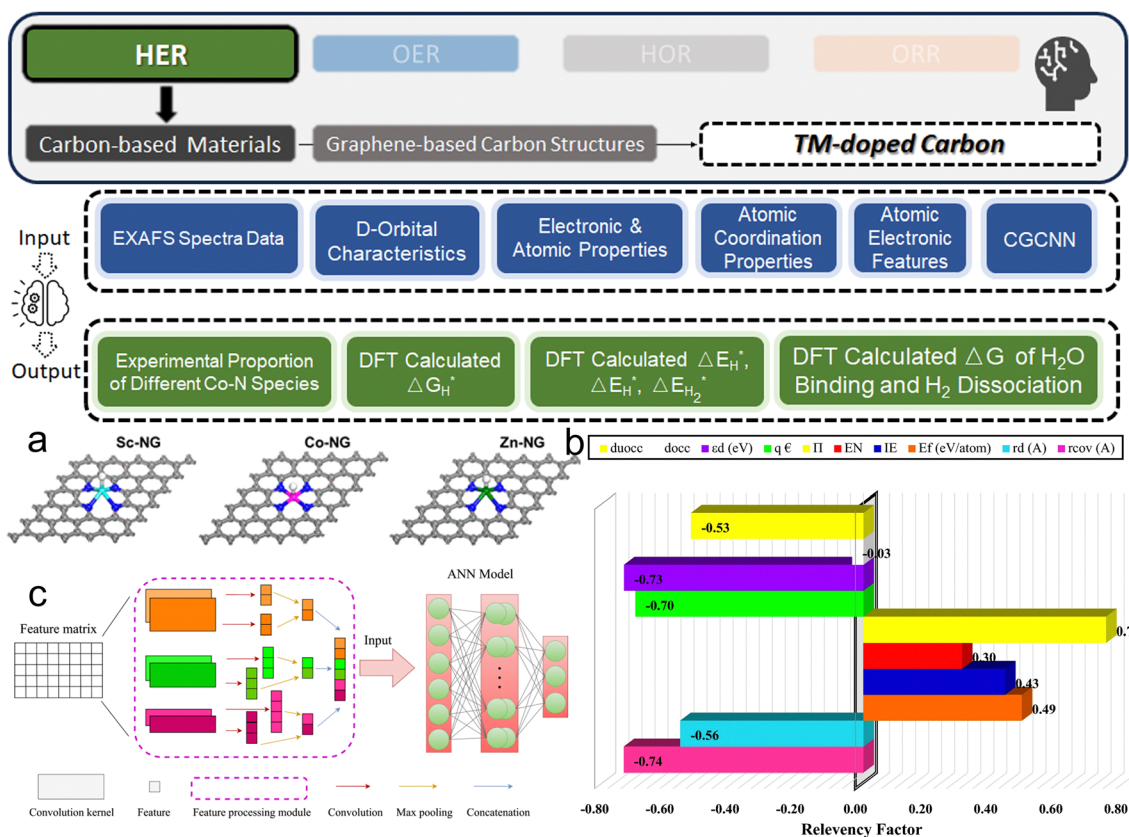 HER
OER
HOR
ORR
Carbon-based Materials
Graphene-based Carbon Structures
TM-doped Carbon
Input
Output
EXAFS Spectra Data
D-Orbital
Characteristics
Electronic &
Atomic Properties
Atomic
Coordination
Properties
Atomic
Electronic
Features
CGCNN
Experimental Proportion
of Different Co-N Species
DFT Calculated
△GH*
DFT Calculated △EH*,
△EH*, △EH2*
DFT Calculated △G of H2O
Binding and H2 Dissociation
a
Sc-NG
Co-NG
Zn-NG
b
duocc docc εd (eV) q € Π EN IE Ef (eV/atom) rd (A) rcov (A)
-0.53
-0.03
-0.73
-0.70
0.7
0.30
0.43
0.49
-0.56
-0.74
-0.80 -0.60 -0.40 -0.20 0.00 0.20 0.40 0.60 0.80
Relevency Factor
c
Feature matrix
Input
ANN Model
Convolution kernel
Feature
Feature processing module
Convolution
Max pooling
Concatenation